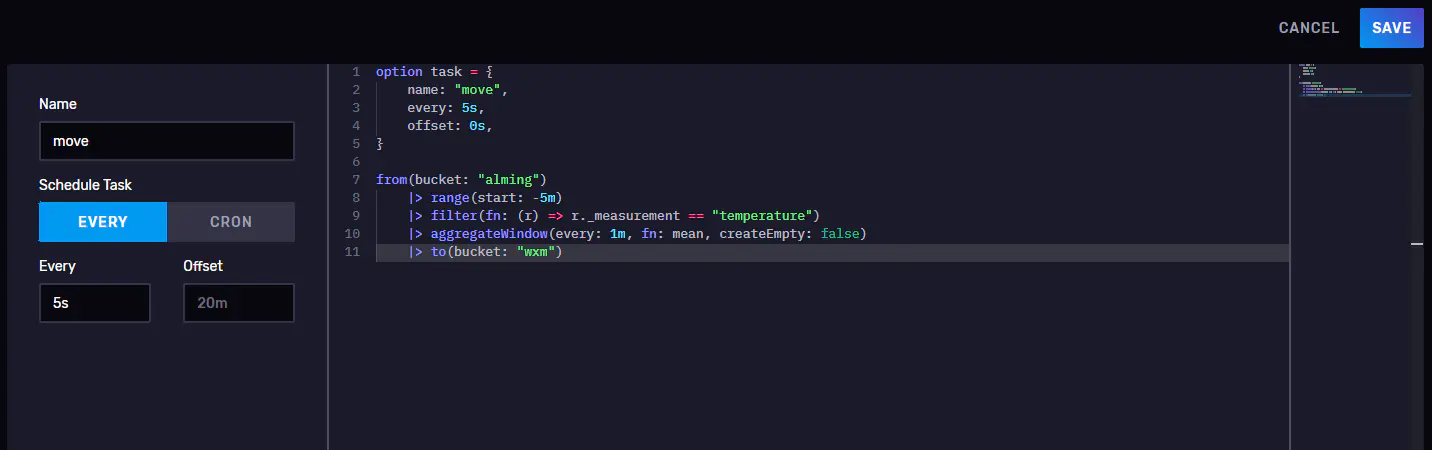 CANCEL SAVE
Name
move
Schedule Task
EVERY CRON
Every Offset
5s 20m
1 option task = {
2     name: "move",
3     every: 5s,
4     offset: 0s,
5 }
6
7 from(bucket: "alming")
8     |> range(start: -5m)
9     |> filter(fn: (r) => r._measurement == "temperature")
10     |> aggregateWindow(every: 1m, fn: mean, createEmpty: false)
11     |> to(bucket: "wxm")